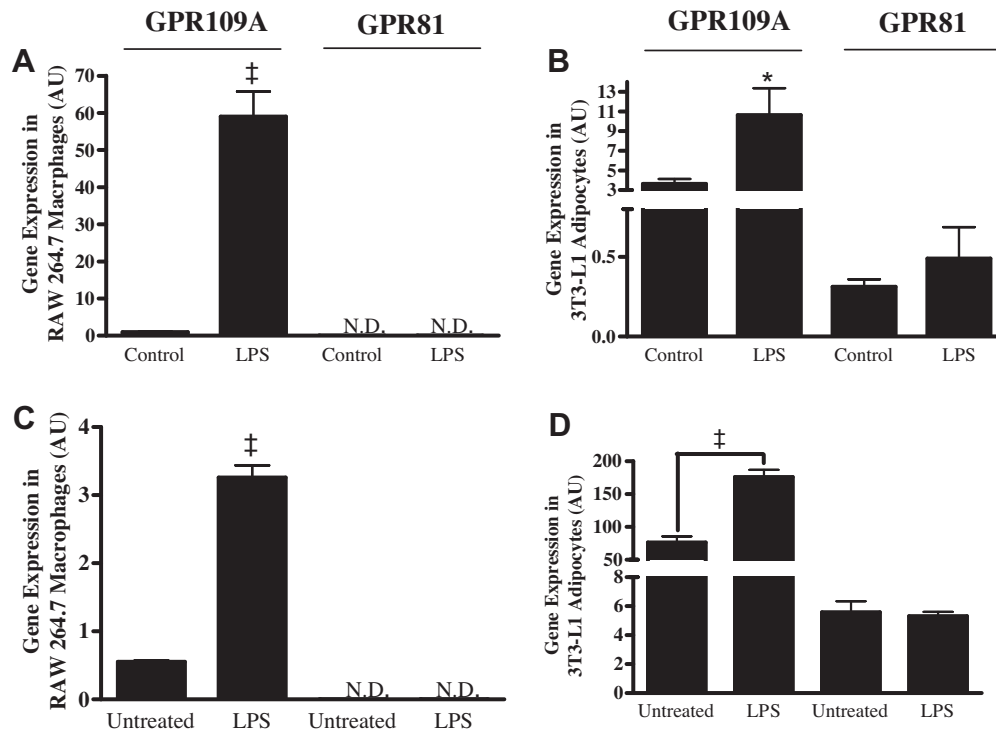 GPR109A
GPR81
GPR109A
GPR81
A
Gene Expression in
RAW 264.7 Macrphages (AU)
70
60
50
40
30
20
10
0
‡
N.D.
N.D.
Control
LPS
Control
LPS
B
Gene Expression in
3T3-L1 Adipocytes (AU)
13
11
9
7
5
3
0.5
0.0
*
Control
LPS
Control
LPS
C
Gene Expression in
RAW 264.7 Macrophages (AU)
4
3
2
1
0
‡
N.D.
N.D.
Untreated
LPS
Untreated
LPS
D
Gene Expression in
3T3-L1 Adipocytes (AU)
200
150
100
50
8
6
4
2
0
‡
Untreated
LPS
Untreated
LPS